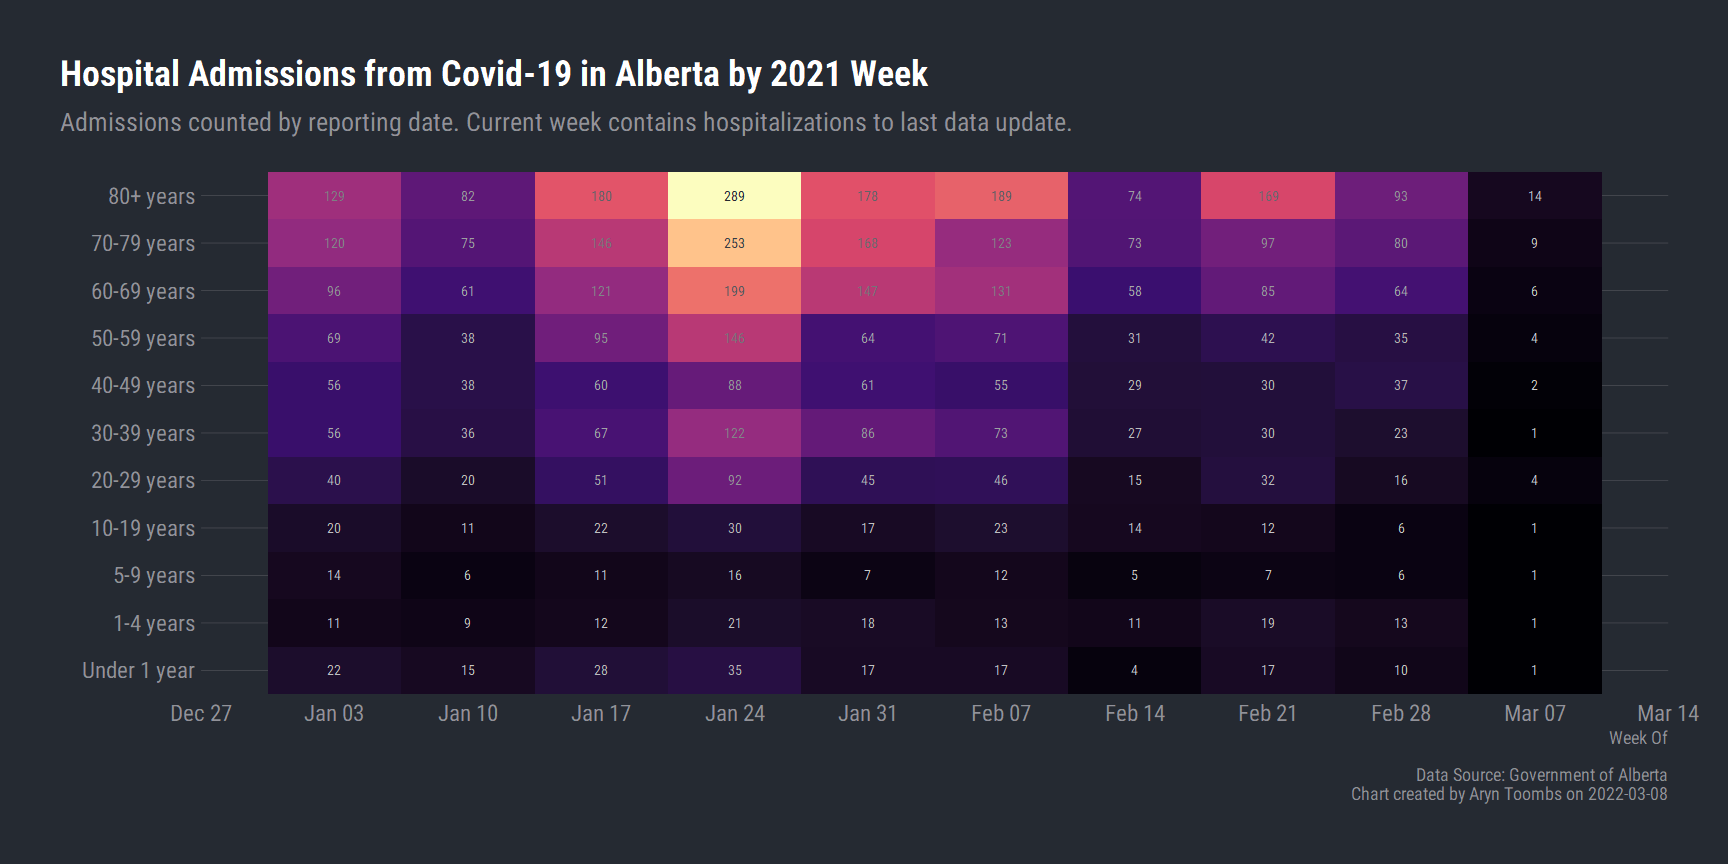 Hospital Admissions from Covid-19 in Alberta by 2021 Week
Admissions counted by reporting date. Current week contains hospitalizations to last data update.
80+ years 129 82 180 289 178 189 74 169 93 14
70-79 years 120 75 146 253 168 123 73 97 80 9
60-69 years 96 61 121 199 147 131 58 85 64 6
50-59 years 69 38 95 146 64 71 31 42 35 4
40-49 years 56 38 60 88 61 55 29 30 37 2
30-39 years 56 36 67 122 86 73 27 30 23 1
20-29 years 40 20 51 92 45 46 15 32 16 4
10-19 years 20 11 22 30 17 23 14 12 6 1
5-9 years 14 6 11 16 7 12 5 7 6 1
1-4 years 11 9 12 21 18 13 11 19 13 1
Under 1 year 22 15 28 35 17 17 4 17 10 1
Dec 27 Jan 03 Jan 10 Jan 17 Jan 24 Jan 31 Feb 07 Feb 14 Feb 21 Feb 28 Mar 07 Mar 14
Week Of
Data Source: Government of Alberta
Chart created by Aryn Toombs on 2022-03-08